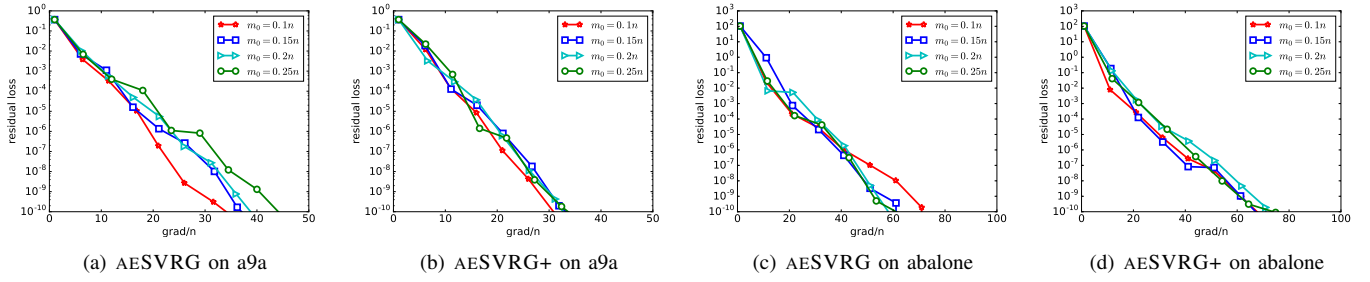 10^0
10^-1
10^-2
10^-3
10^-4
10^-5
10^-6
10^-7
10^-8
10^-9
10^-10
residual loss
0 10 20 30 40 50
grad/n
m_0 = 0.1n
m_0 = 0.15n
m_0 = 0.2n
m_0 = 0.25n
(a) AESVRG on a9a
10^0
10^-1
10^-2
10^-3
10^-4
10^-5
10^-6
10^-7
10^-8
10^-9
10^-10
residual loss
0 10 20 30 40 50
grad/n
m_0 = 0.1n
m_0 = 0.15n
m_0 = 0.2n
m_0 = 0.25n
(b) AESVRG+ on a9a
10^3
10^2
10^1
10^0
10^-1
10^-2
10^-3
10^-4
10^-5
10^-6
10^-7
10^-8
10^-9
10^-10
residual loss
0 20 40 60 80 100
grad/n
m_0 = 0.1n
m_0 = 0.15n
m_0 = 0.2n
m_0 = 0.25n
(c) AESVRG on abalone
10^3
10^2
10^1
10^0
10^-1
10^-2
10^-3
10^-4
10^-5
10^-6
10^-7
10^-8
10^-9
10^-10
residual loss
0 20 40 60 80 100
grad/n
m_0 = 0.1n
m_0 = 0.15n
m_0 = 0.2n
m_0 = 0.25n
(d) AESVRG+ on abalone